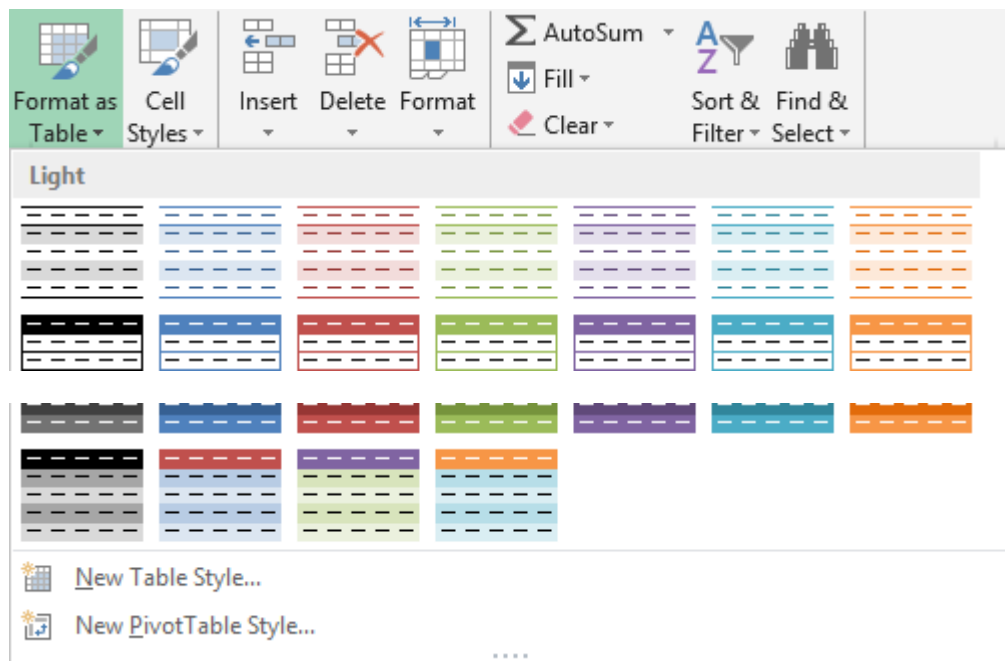 Format as Table
Cell Styles
Insert
Delete
Format
AutoSum
Fill
Clear
A
Z
Sort & Filter
Find & Select
Light
New Table Style...
New PivotTable Style...